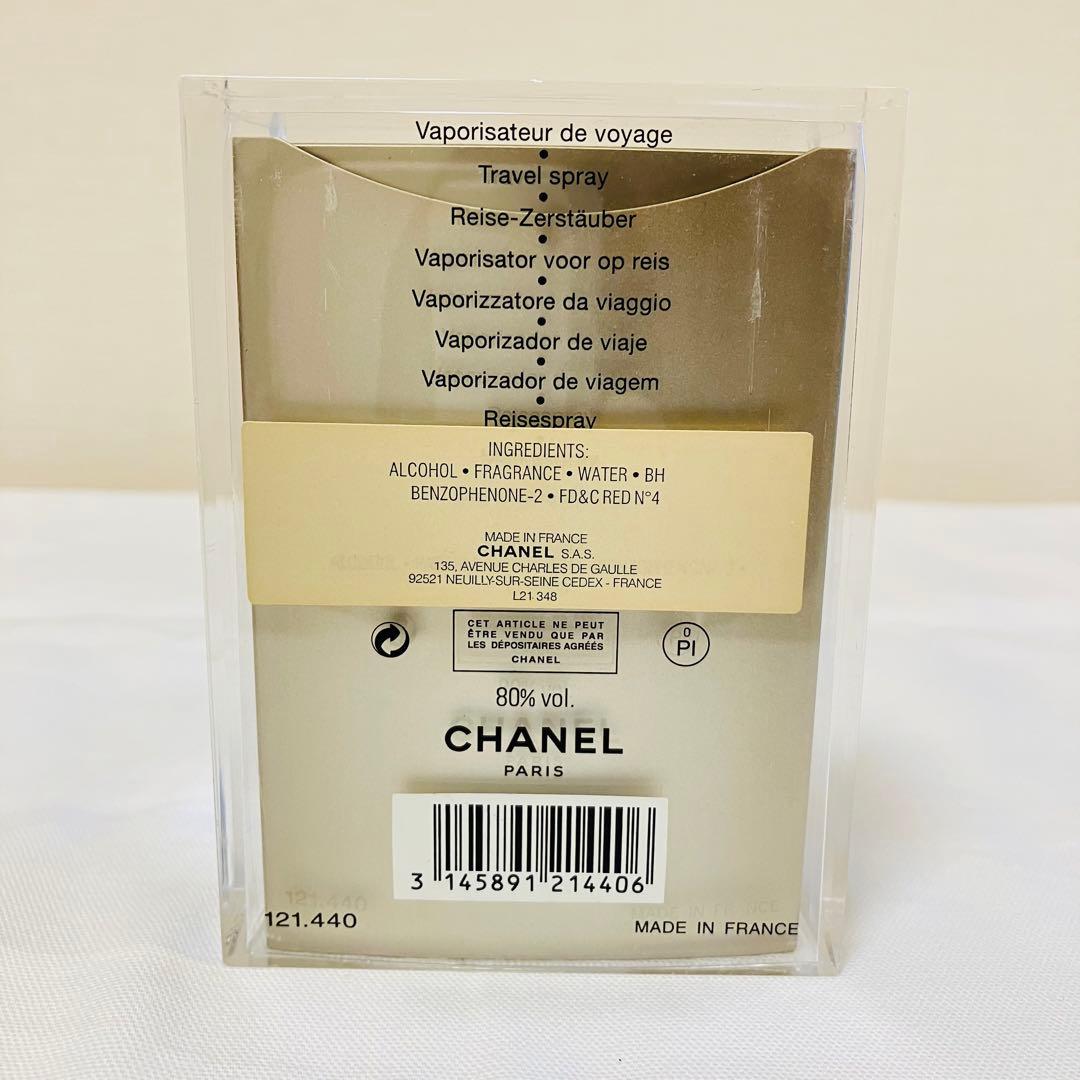 Vaporisateur de voyage
•
Travel spray
•
Reise-Zerstäuber
•
Vaporisator voor op reis
•
Vaporizzatore da viaggio
•
Vaporizador de viaje
•
Vaporizador de viagem
•
Reisespray
INGREDIENTS:
ALCOHOL • FRAGRANCE • WATER • BH
BENZOPHENONE-2 • FD&C RED N°4
MADE IN FRANCE
CHANEL S.A.S.
135, AVENUE CHARLES DE GAULLE
92521 NEUILLY-SUR-SEINE CEDEX - FRANCE
L21 348
CET ARTICLE NE PEUT
ÊTRE VENDU QUE PAR
LES DÉPOSITAIRES AGRÉÉS
CHANEL
0
PI
80% vol.
CHANEL
PARIS
3 145891 214406
121.440
MADE IN FRANCE